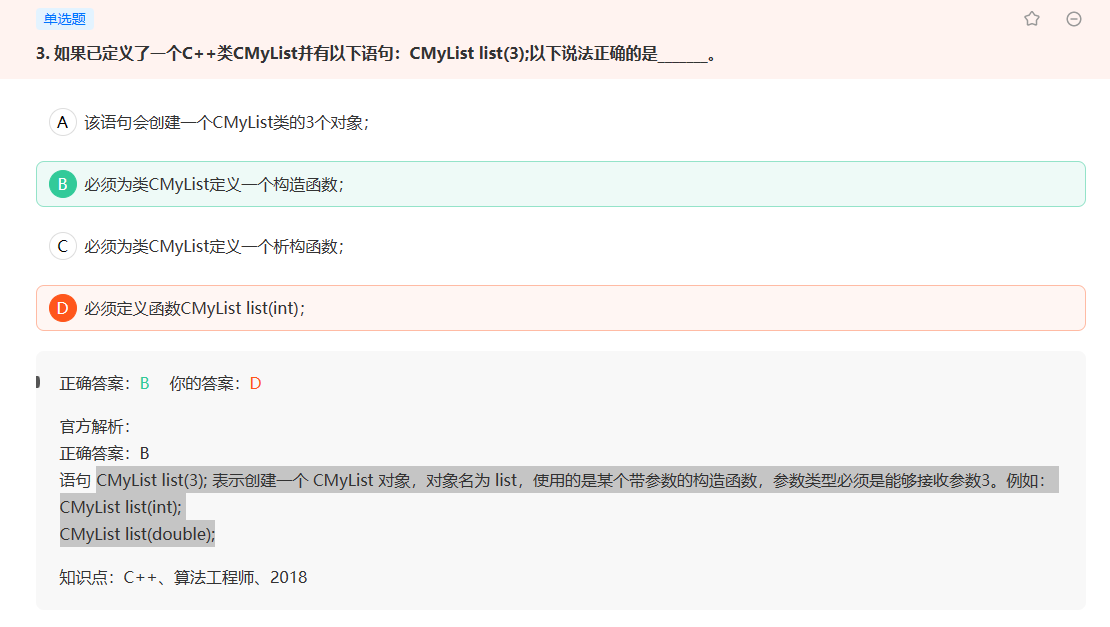 单选题
3. 如果已定义了一个C++类CMyList并有以下语句：CMyList list(3);以下说法正确的是______。
A 该语句会创建一个CMyList类的3个对象；
B 必须为类CMyList定义一个构造函数；
C 必须为类CMyList定义一个析构函数；
D 必须定义函数CMyList list(int)；
正确答案：B 你的答案：D
官方解析：
正确答案：B
语句 CMyList list(3); 表示创建一个 CMyList 对象，对象名为 list，使用的是某个带参数的构造函数，参数类型必须是能够接收参数3。例如：
CMyList list(int);
CMyList list(double);
知识点：C++、算法工程师、2018